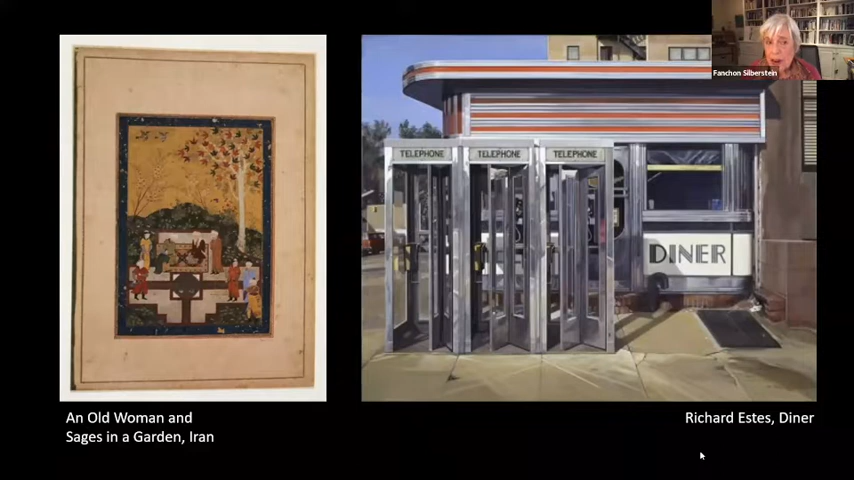 Fanchon Silberstein
TELEPHONE TELEPHONE TELEPHONE
DINER
An Old Woman and
Sages in a Garden, Iran
Richard Estes, Diner